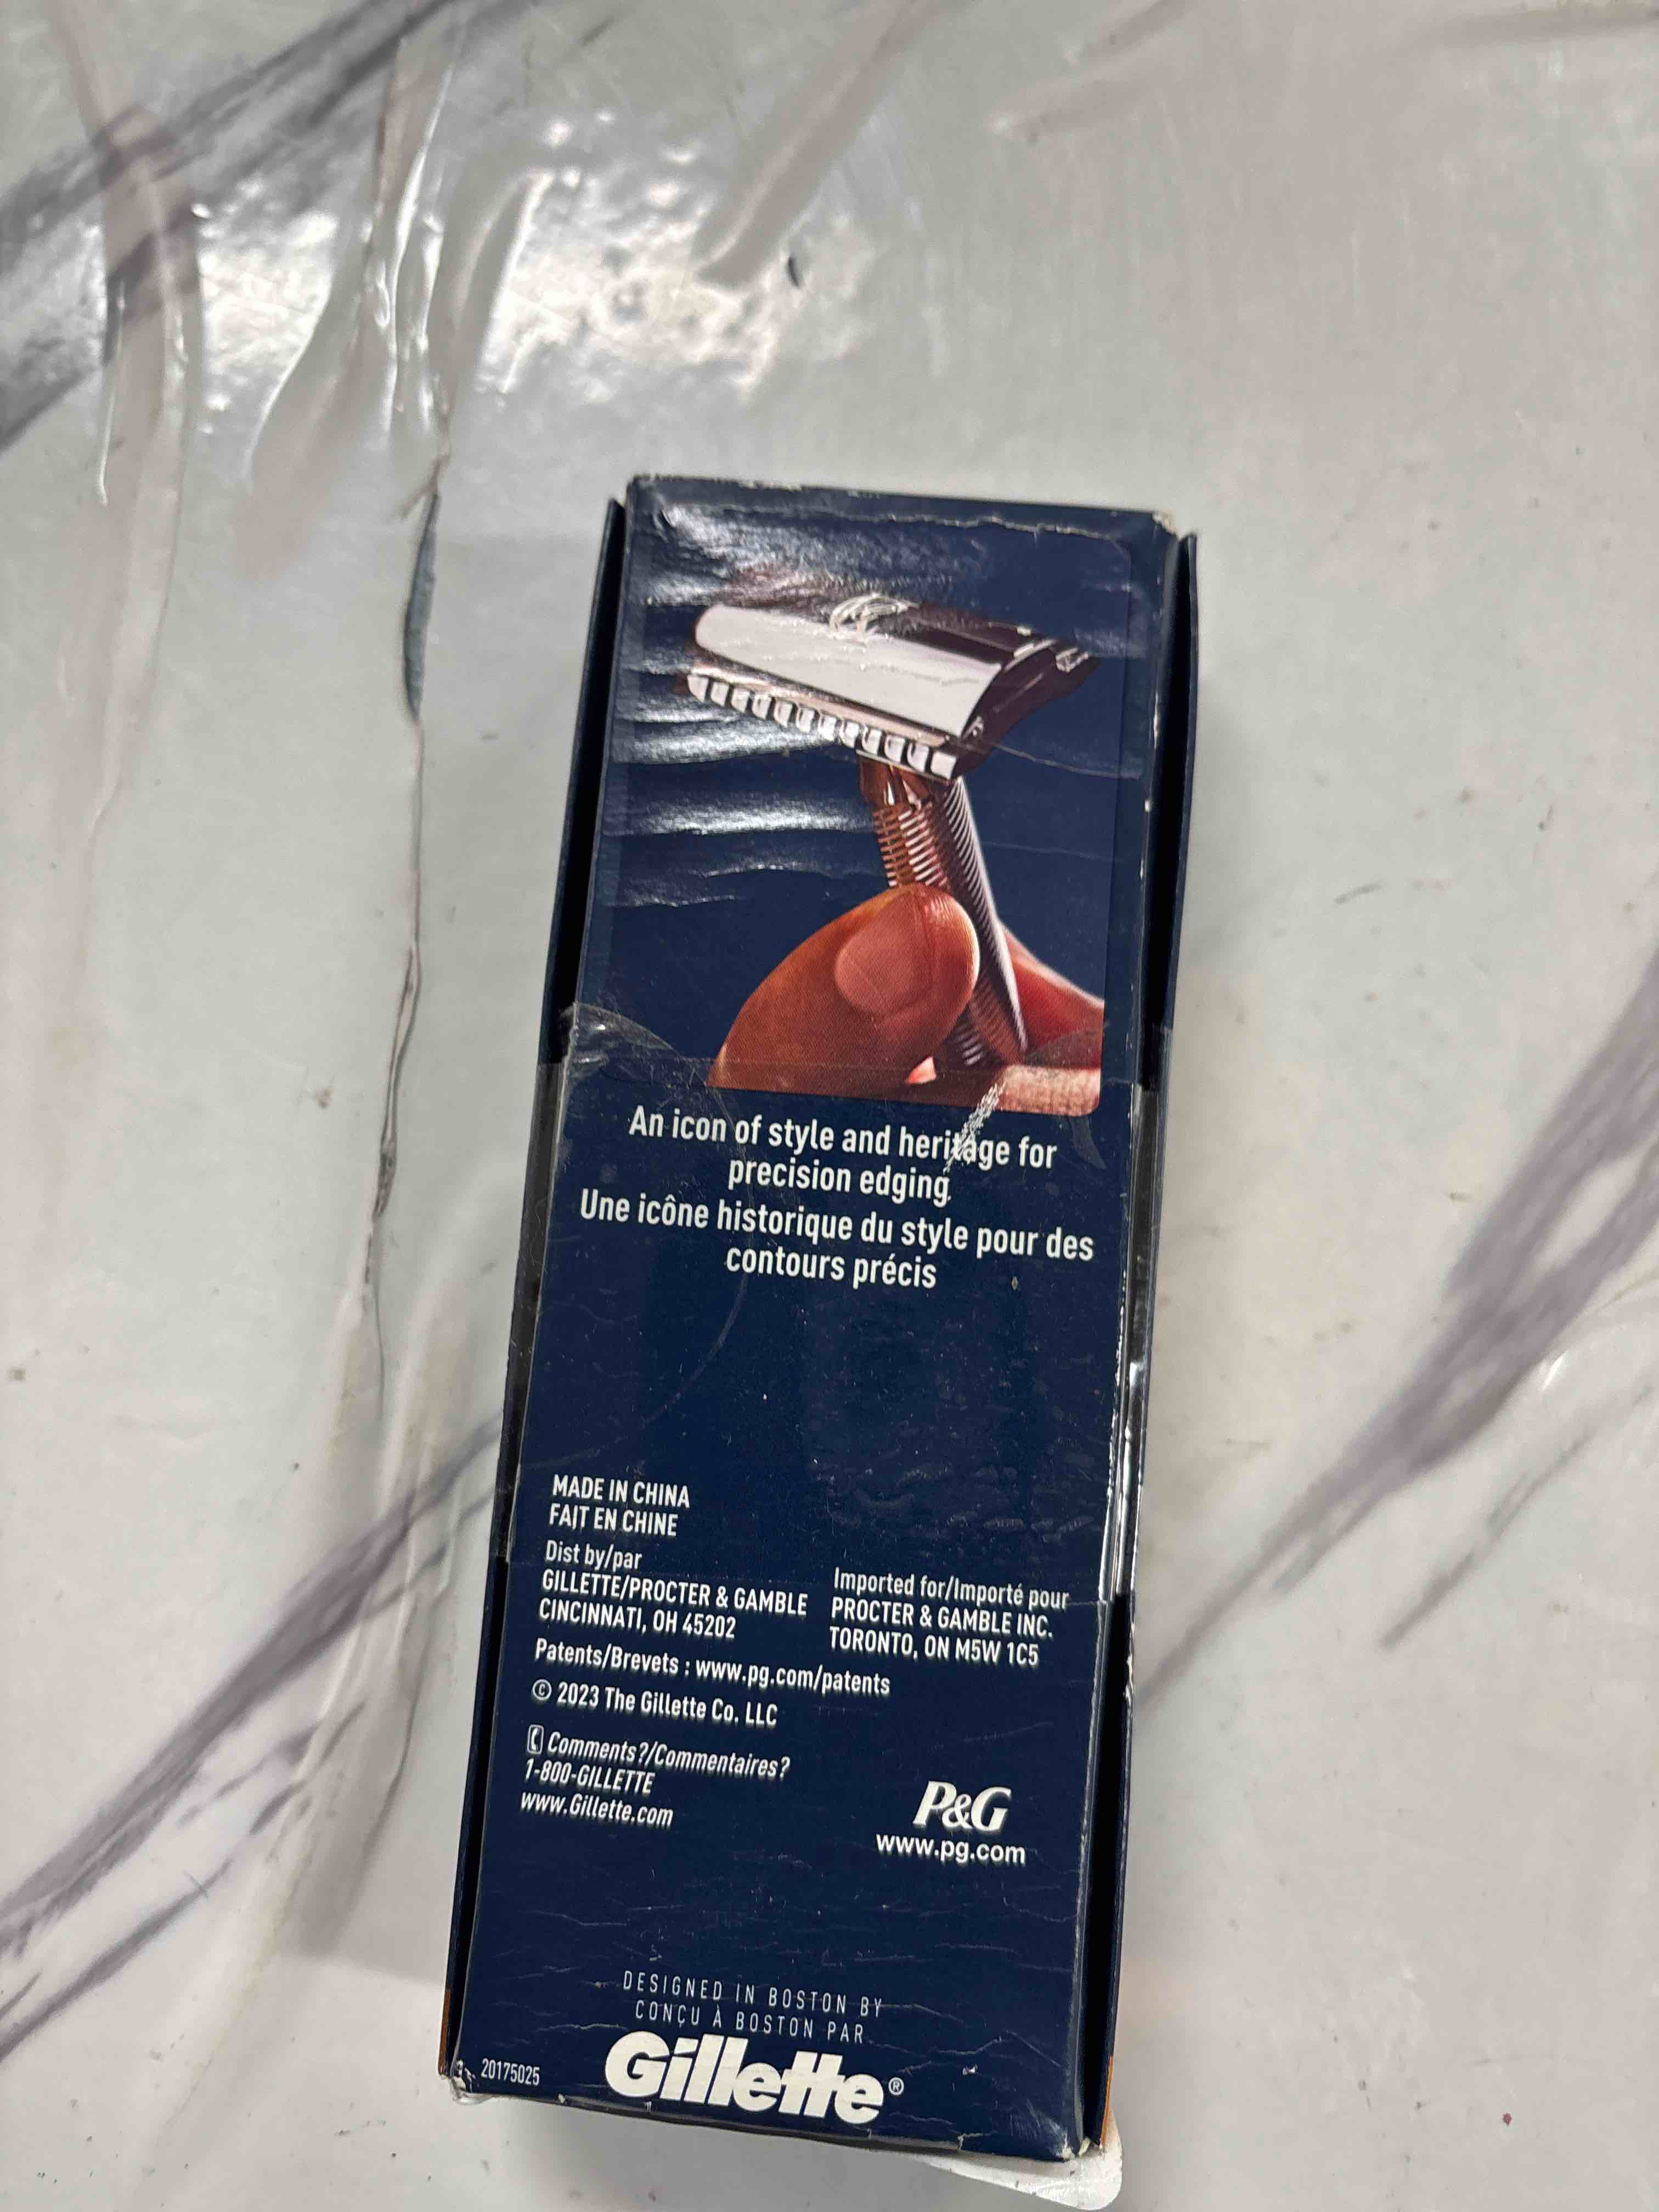 An icon of style and heritage for
precision edging
Une icône historique du style pour des
contours précis
MADE IN CHINA
FAIT EN CHINE
Dist by/par
GILLETTE/PROCTER & GAMBLE
CINCINNATI, OH 45202
Imported for/Importé pour
PROCTER & GAMBLE INC.
TORONTO, ON M5W 1C5
Patents/Brevets : www.pg.com/patents
© 2023 The Gillette Co. LLC
Comments?/Commentaires?
1-800-GILLETTE
www.Gillette.com
P&G
www.pg.com
DESIGNED IN BOSTON BY
CONÇU À BOSTON PAR
Gillette®
20175025